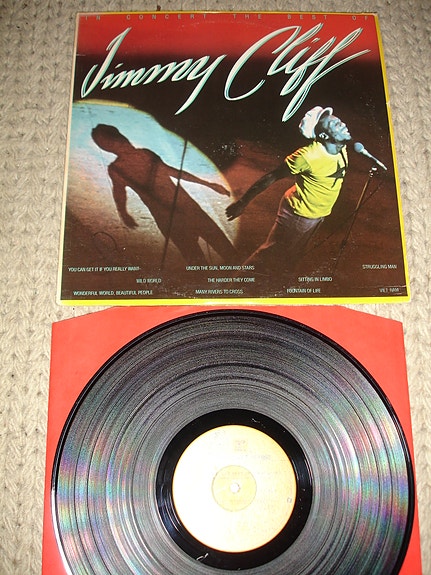 IN CONCERT THE BEST OF
Jimmy Cliff
YOU CAN GET IT IF YOU REALLY WANT UNDER THE SUN, MOON AND STARS STRUGGLING MAN
WILD WORLD THE HARDER THEY COME SITTING IN LIMBO
WONDERFUL WORLD, BEAUTIFUL PEOPLE MANY RIVERS TO CROSS FOUNTAIN OF LIFE VIET NAM